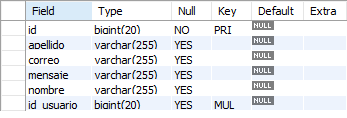 Field Type Null Key Default Extra
id bigint(20) NO PRI NULL
apellido varchar(255) YES NULL
correo varchar(255) YES NULL
mensaje varchar(255) YES NULL
nombre varchar(255) YES NULL
id_usuario bigint(20) YES MUL NULL